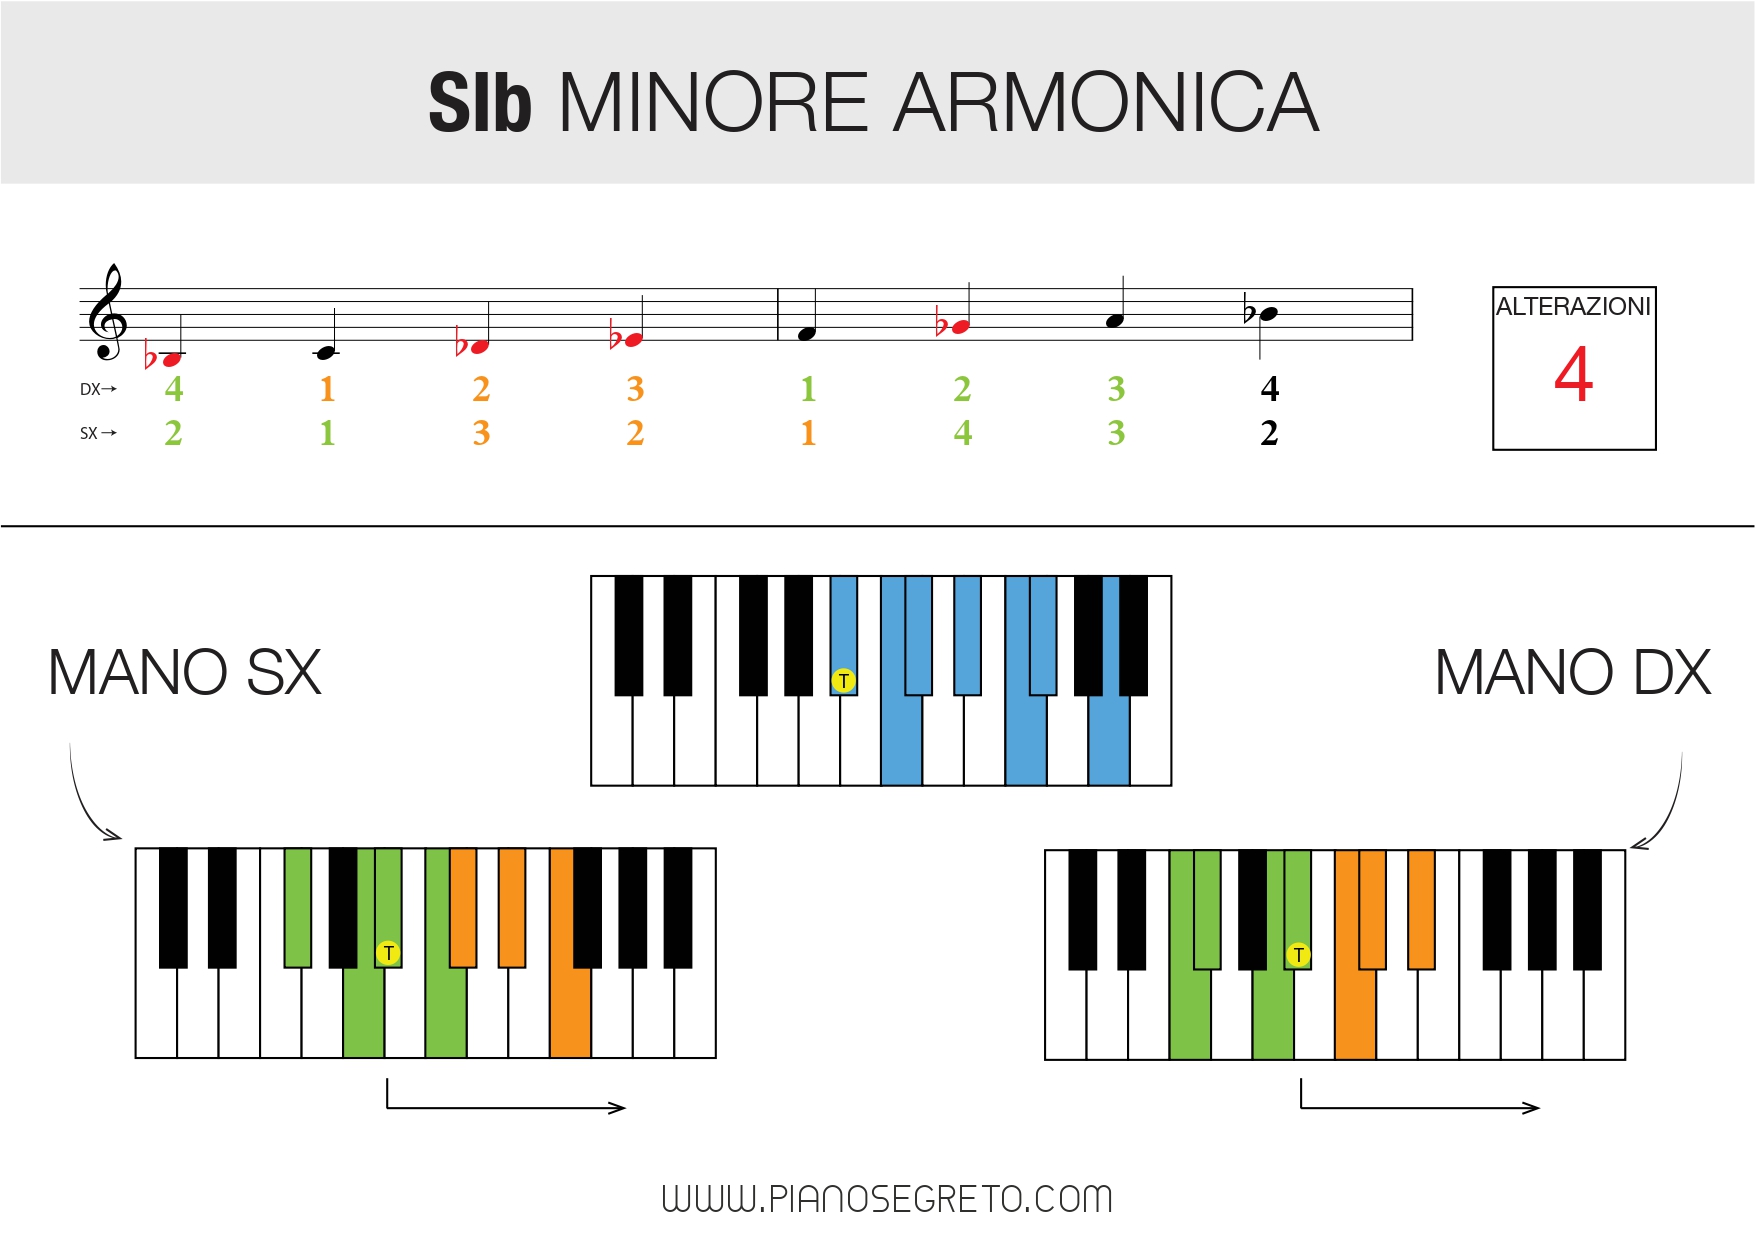 SIb MINORE ARMONICA
ALTERAZIONI
4
DX→ 4 1 2 3 1 2 3 4
SX→ 2 1 3 2 1 4 3 2
T
MANO SX
MANO DX
T
T
WWW.PIANOSEGRETO.COM